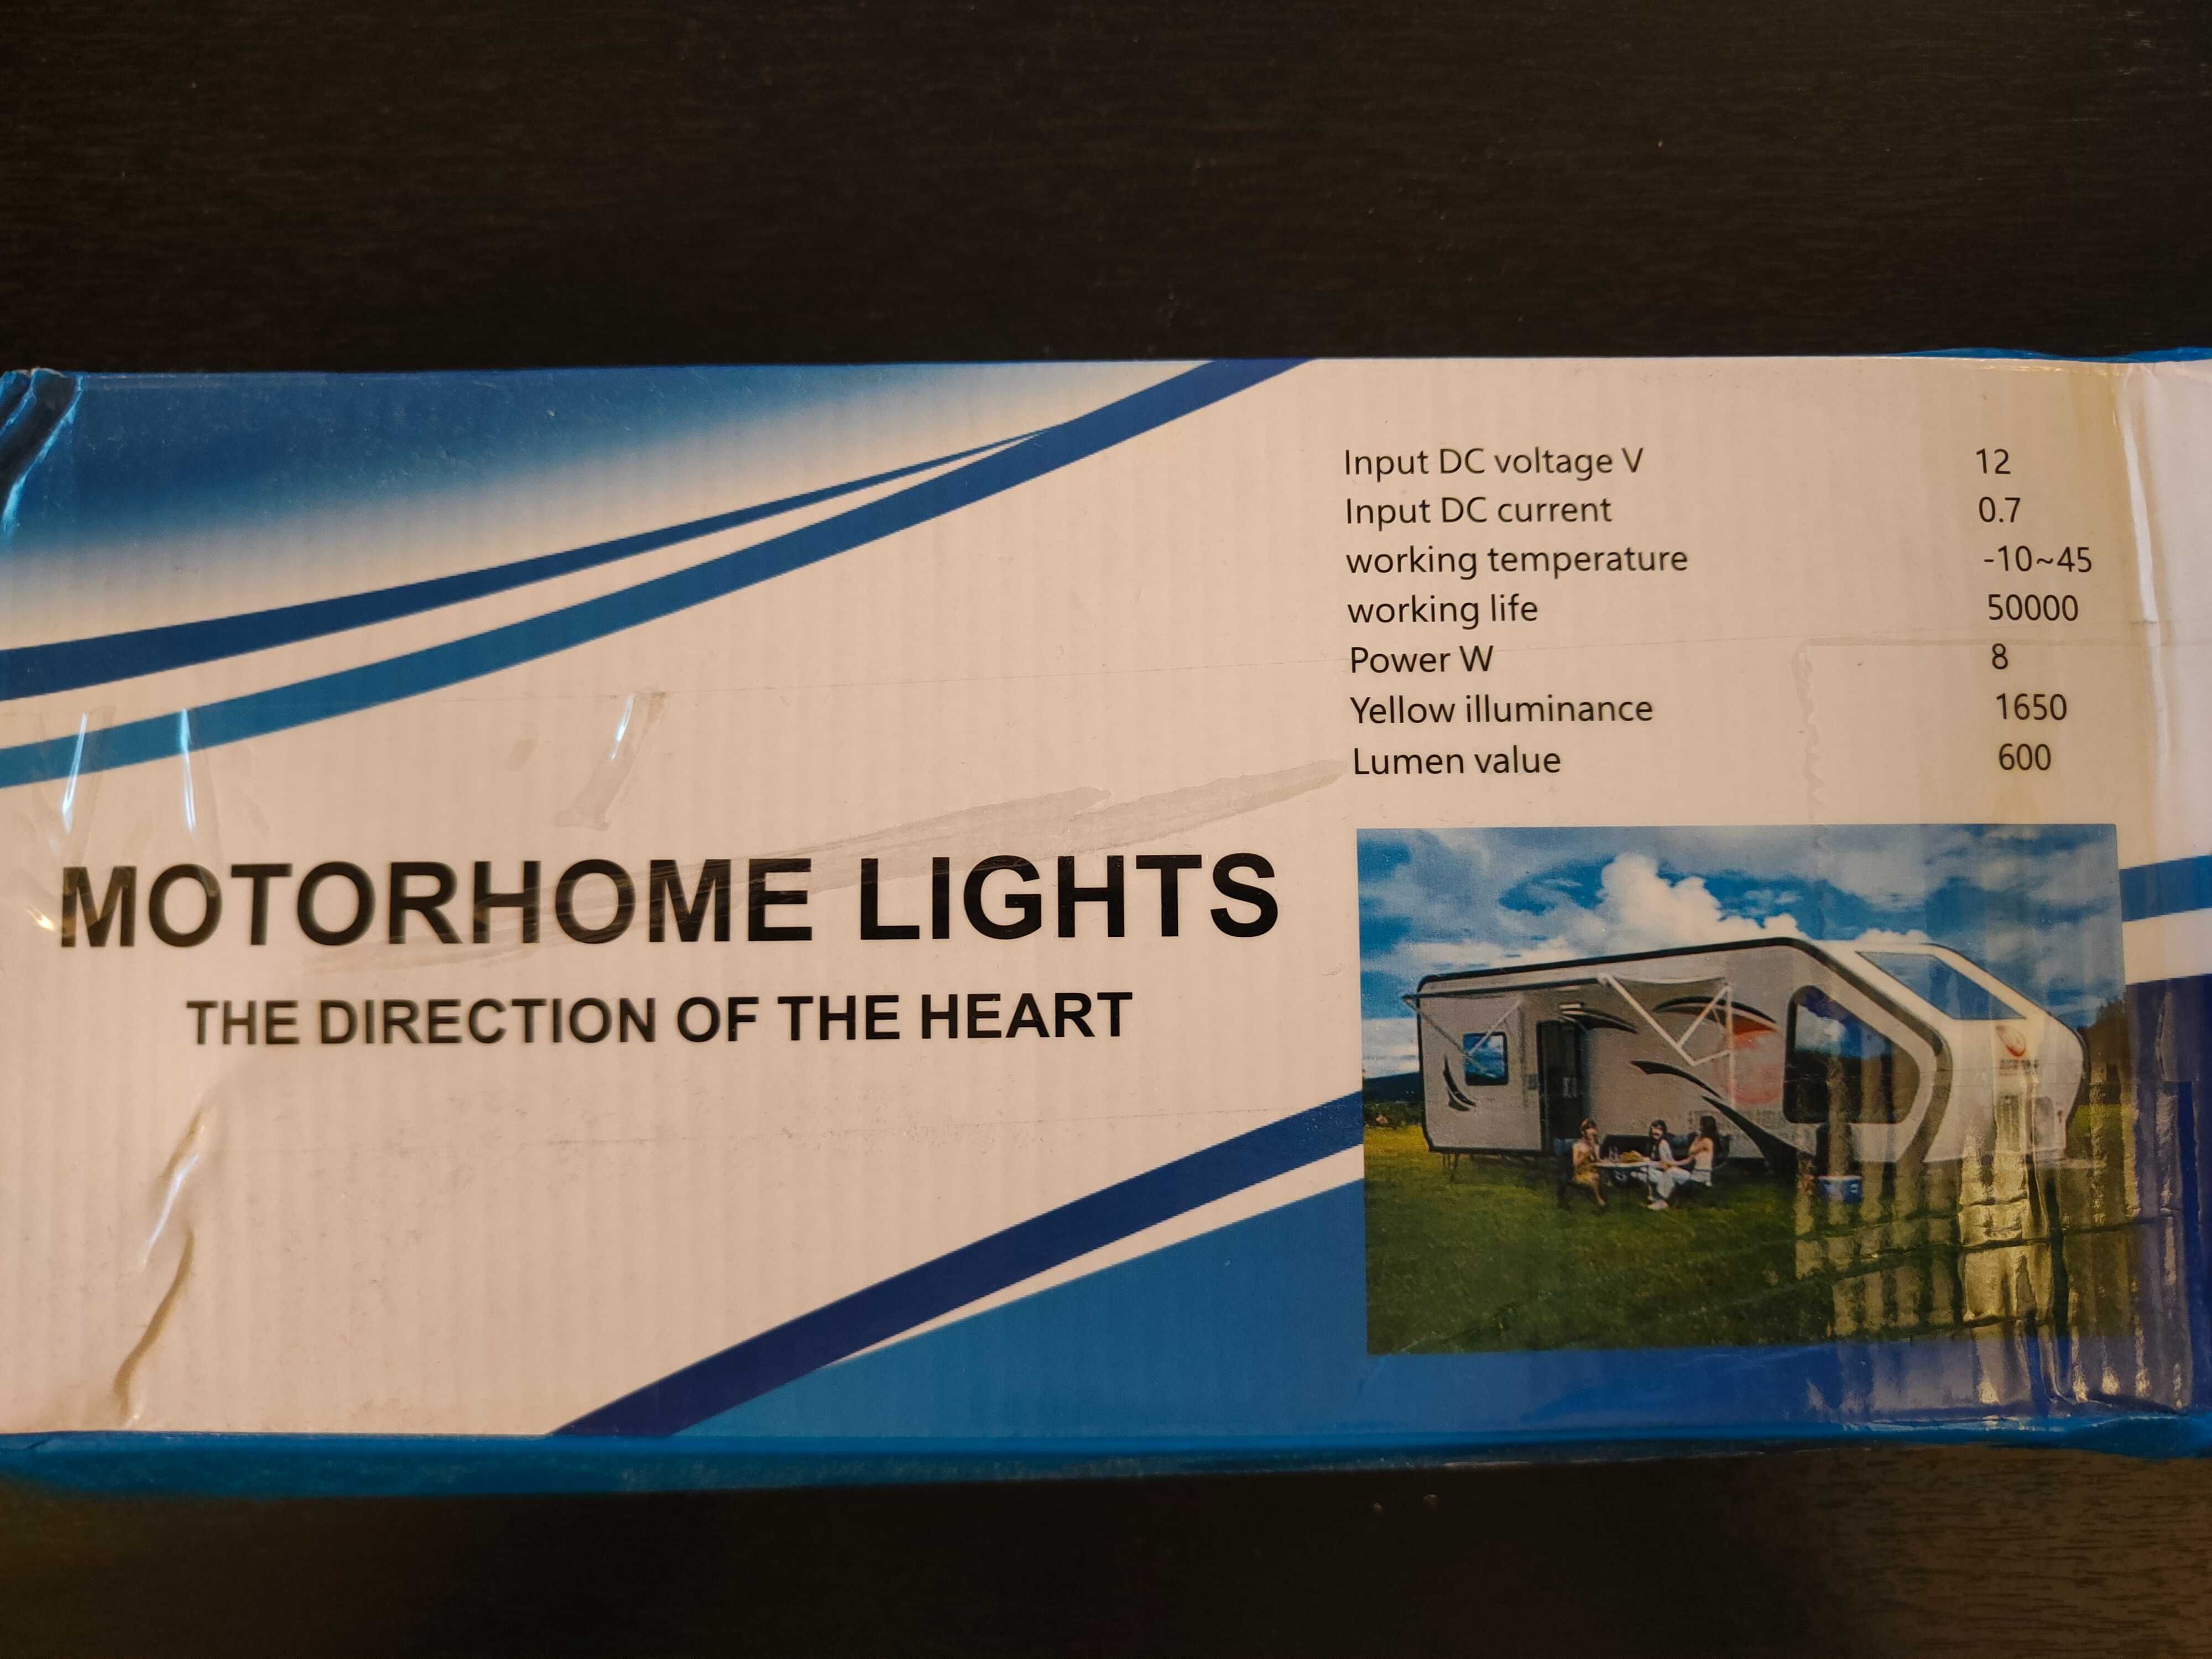 Input DC voltage V 12
Input DC current 0.7
working temperature -10~45
working life 50000
Power W 8
Yellow illuminance 1650
Lumen value 600
MOTORHOME LIGHTS
THE DIRECTION OF THE HEART